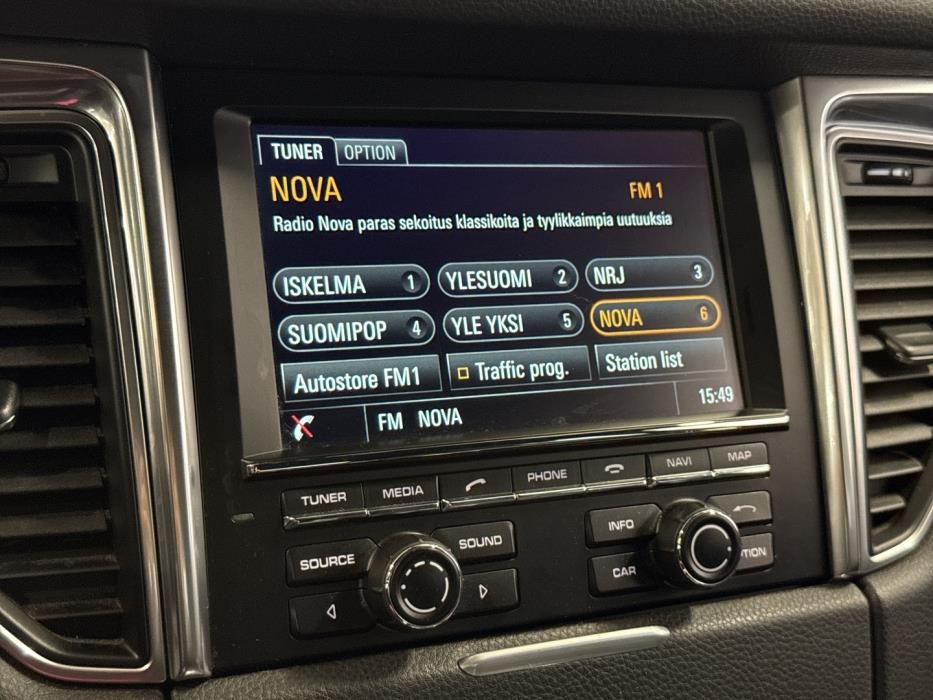 TUNER OPTION
NOVA FM 1
Radio Nova paras sekoitus klassikoita ja tyylikkaimpia uutuuksia
ISKELMA 1 YLESUOMI 2 NRJ 3
SUOMIPOP 4 YLE YKSI 5 NOVA 6
Autostore FM1 Traffic prog. Station list
FM NOVA 15:49
TUNER MEDIA PHONE NAVI MAP
SOURCE SOUND INFO
CAR TION